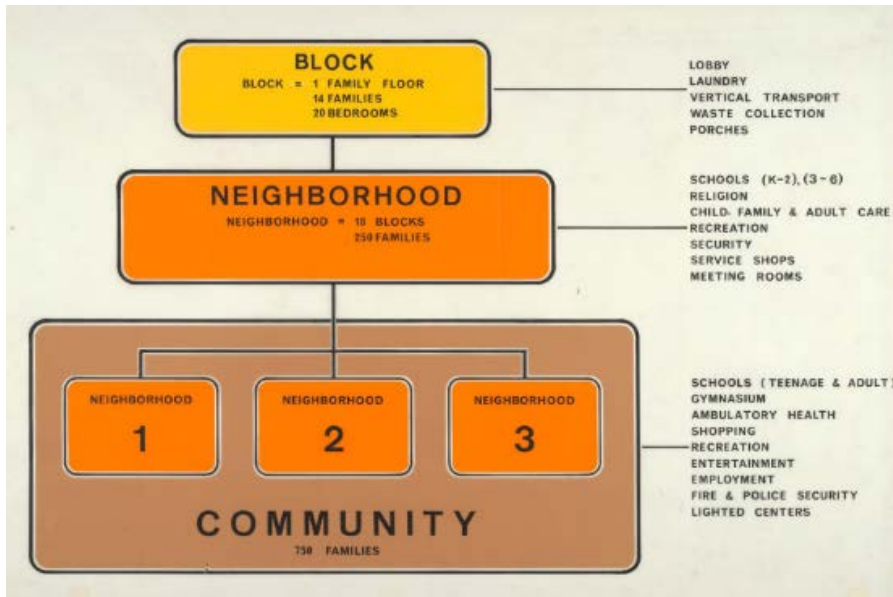 BLOCK
BLOCK = 1 FAMILY FLOOR
14 FAMILIES
20 BEDROOMS
LOBBY
LAUNDRY
VERTICAL TRANSPORT
WASTE COLLECTION
PORCHES
NEIGHBORHOOD
NEIGHBORHOOD = 18 BLOCKS
250 FAMILIES
SCHOOLS (K-2), (3-6)
RELIGION
CHILD, FAMILY & ADULT CARE
RECREATION
SECURITY
SERVICE SHOPS
MEETING ROOMS
NEIGHBORHOOD
1
NEIGHBORHOOD
2
NEIGHBORHOOD
3
COMMUNITY
750 FAMILIES
SCHOOLS (TEENAGE & ADULT)
GYMNASIUM
AMBULATORY HEALTH
SHOPPING
RECREATION
ENTERTAINMENT
EMPLOYMENT
FIRE & POLICE SECURITY
LIGHTED CENTERS